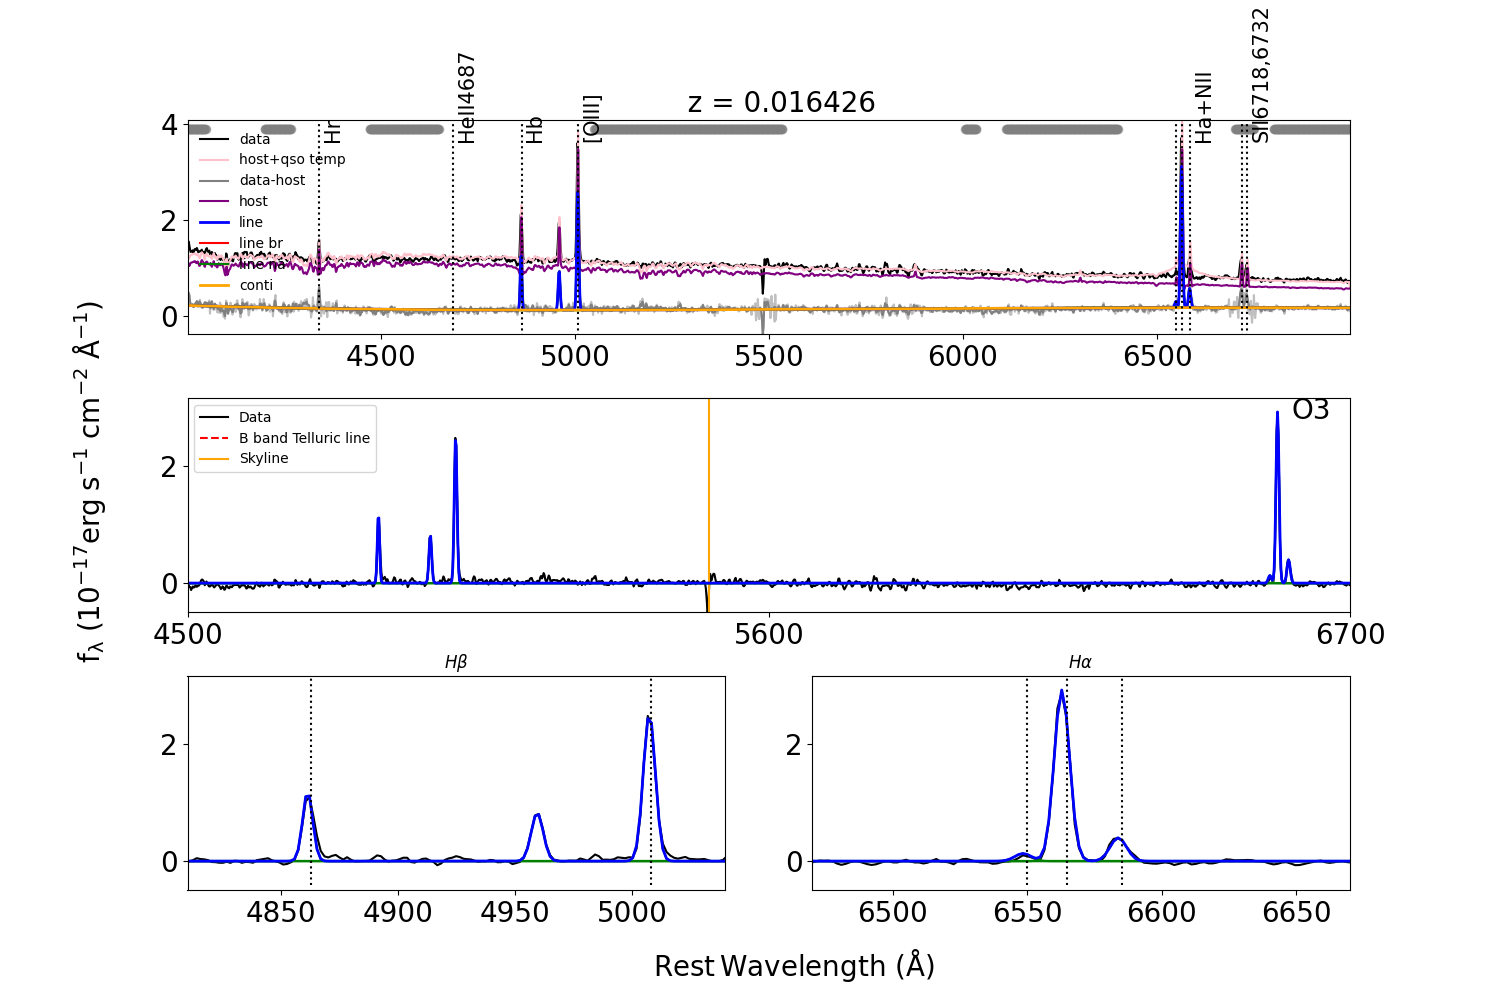 z = 0.016426
Hr
HeII4687
Hb
[OIII]
Ha+NII
SII6718,6732
data
host+qso temp
data-host
host
line
line br
line na
conti
4
2
0
4500 5000 5500 6000 6500
O3
Data
B band Telluric line
Skyline
2
0
4500 5600 6700
fλ (10−17erg s−1 cm−2 Å−1)
Hβ
2
0
4850 4900 4950 5000
Hα
2
0
6500 6550 6600 6650
Rest Wavelength (Å)